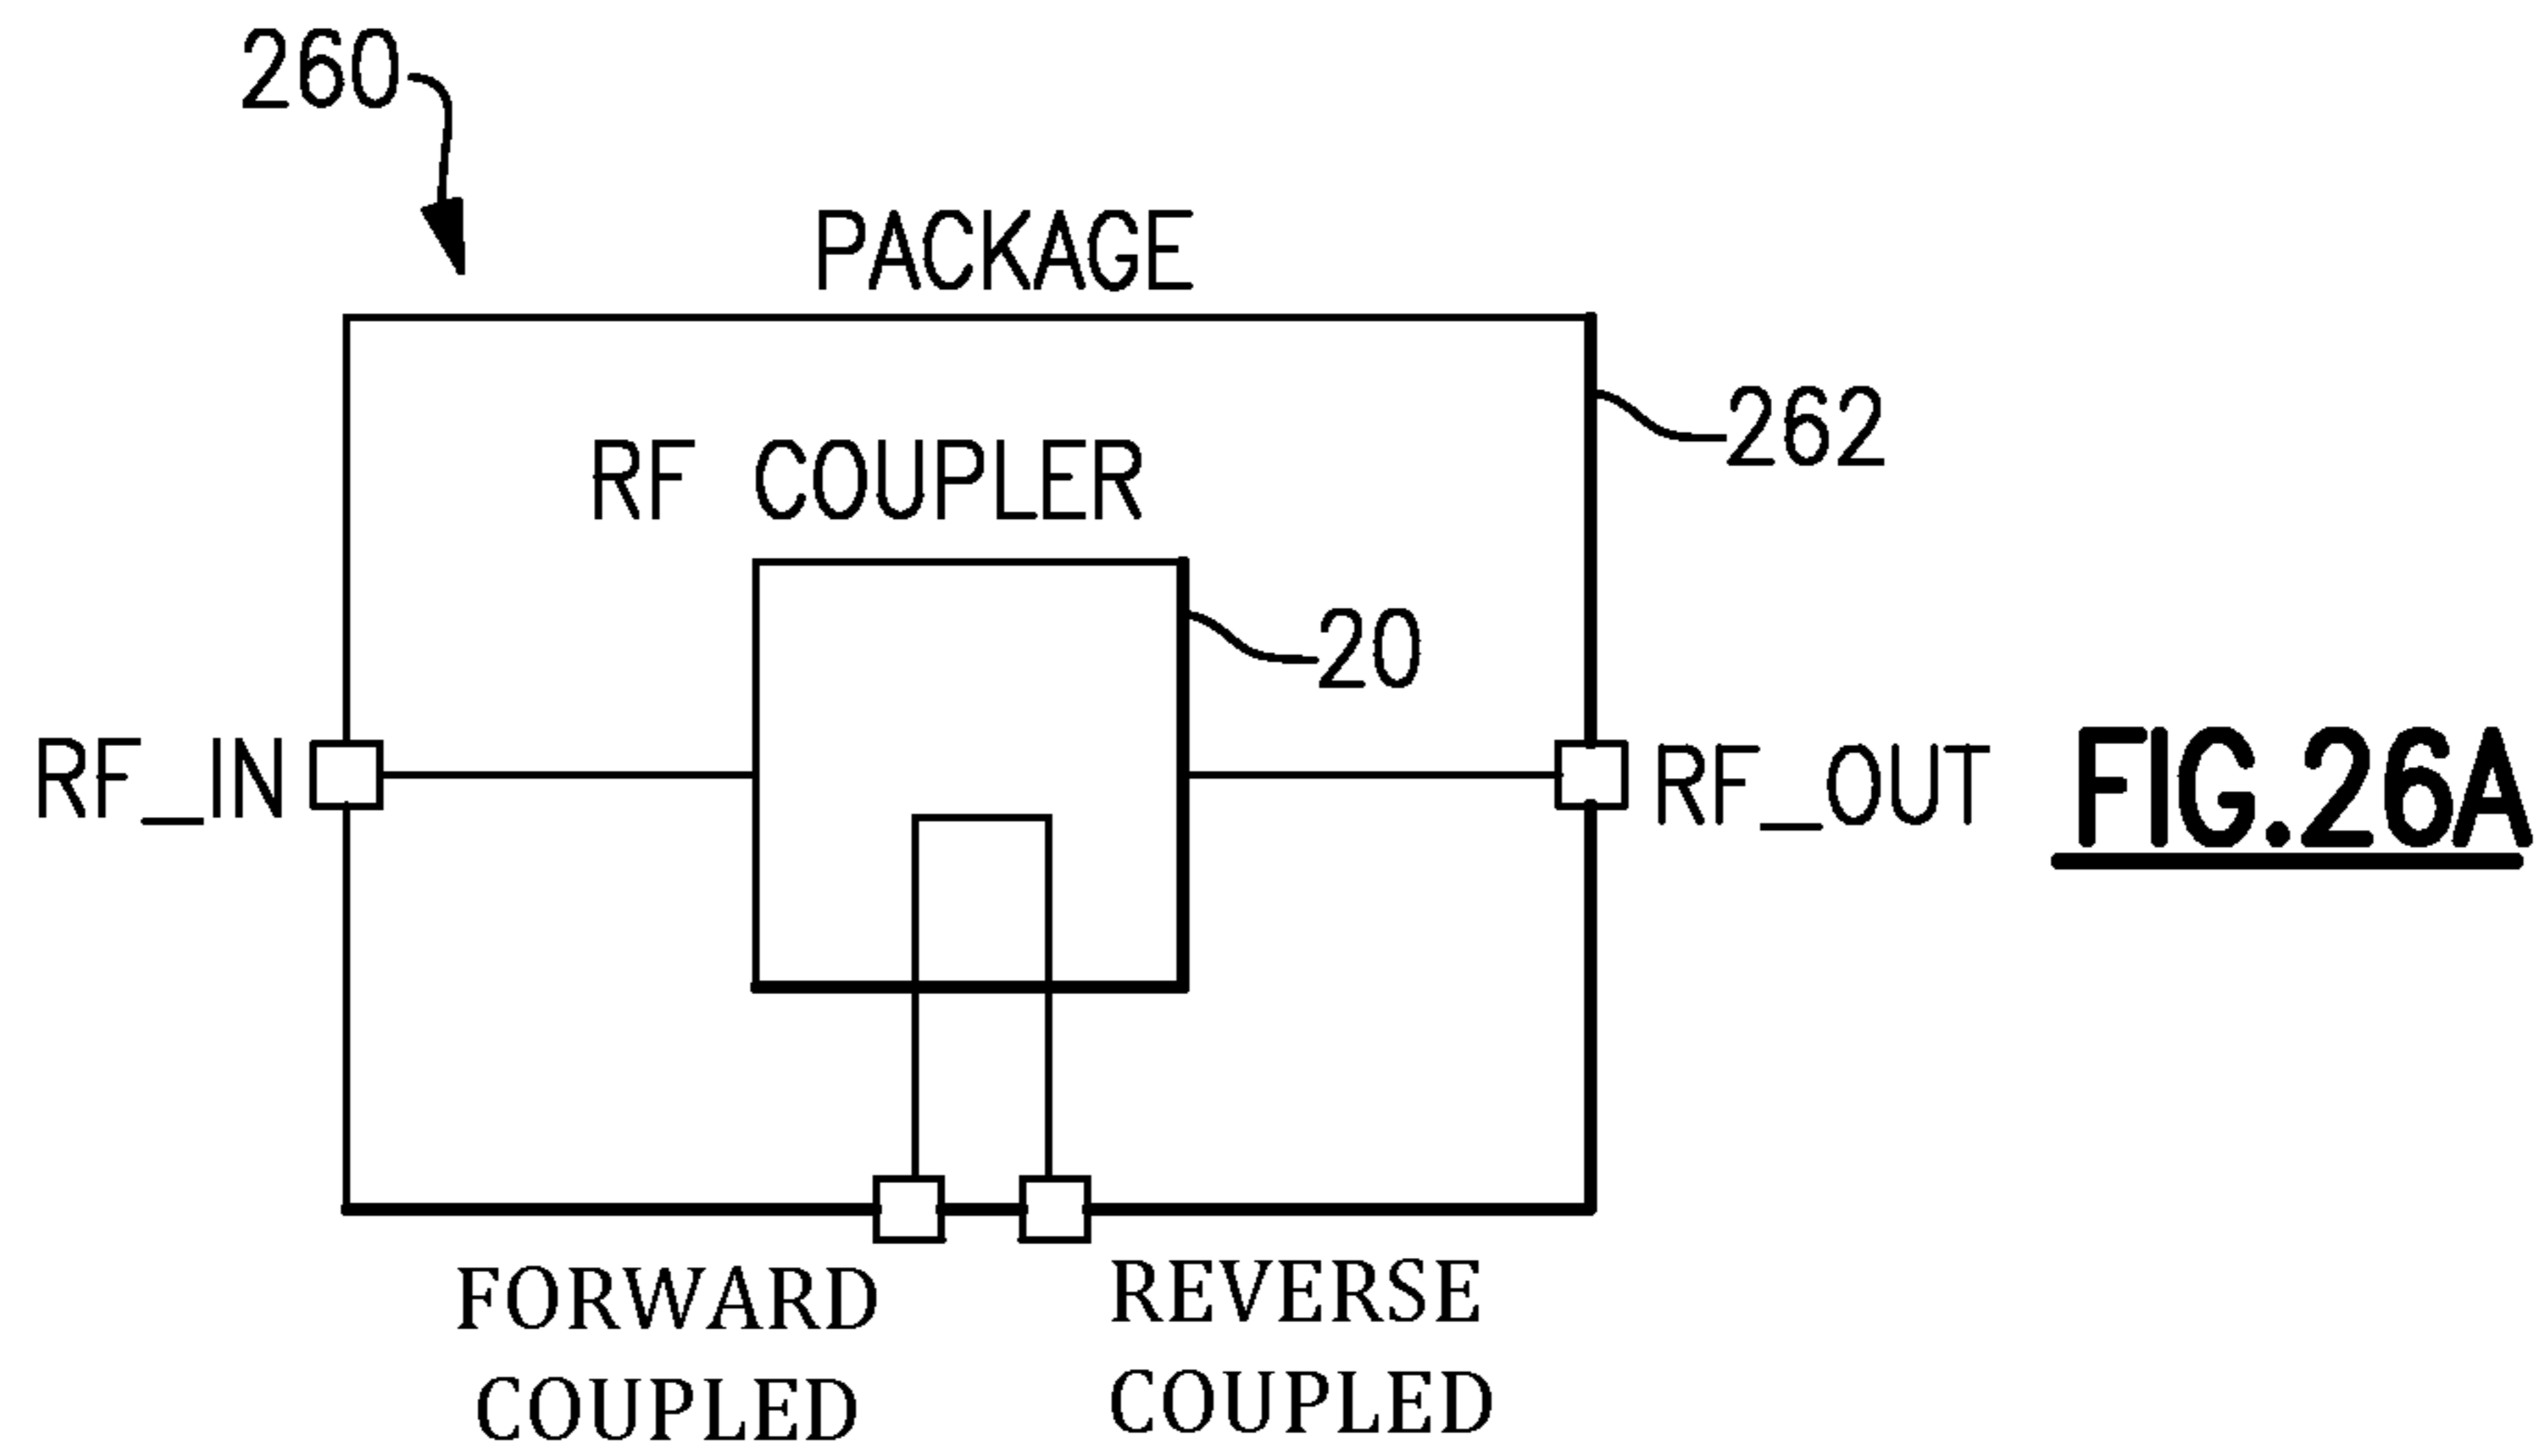 260
PACKAGE
262
RF COUPLER
20
RF_IN
RF_OUT
FIG.26A
FORWARD
COUPLED
REVERSE
COUPLED